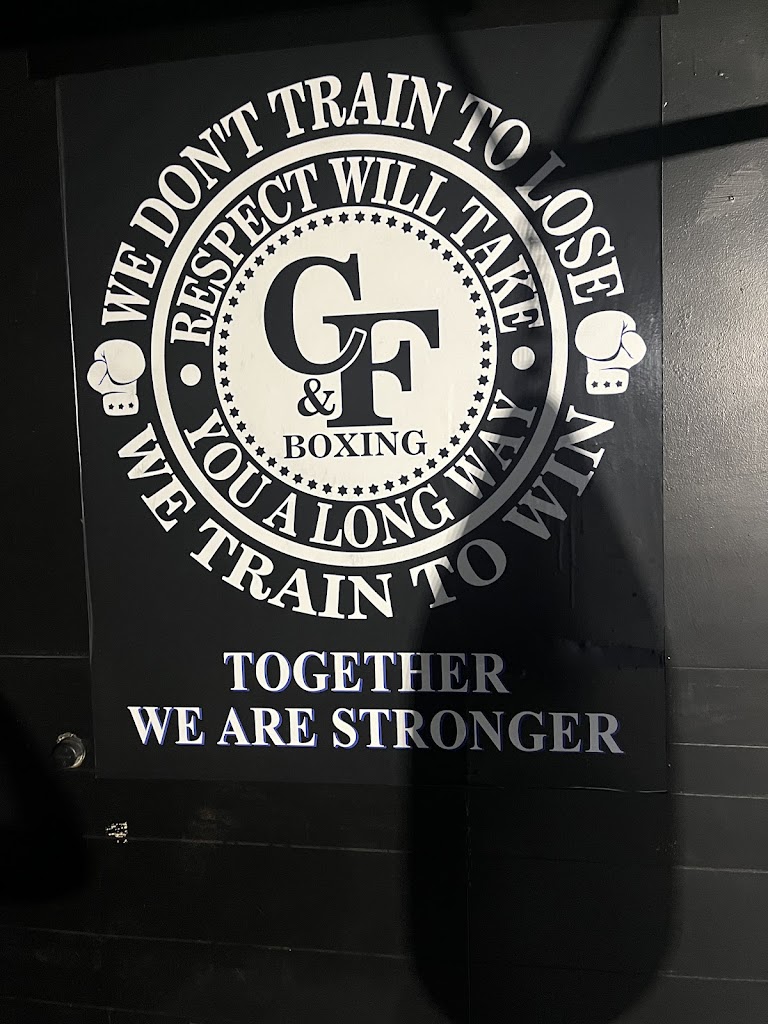 WE DON'T TRAIN TO LOSE
RESPECT WILL TAKE
G&F
BOXING
YOU A LONG WAY
WE TRAIN TO WIN
TOGETHER
WE ARE STRONGER